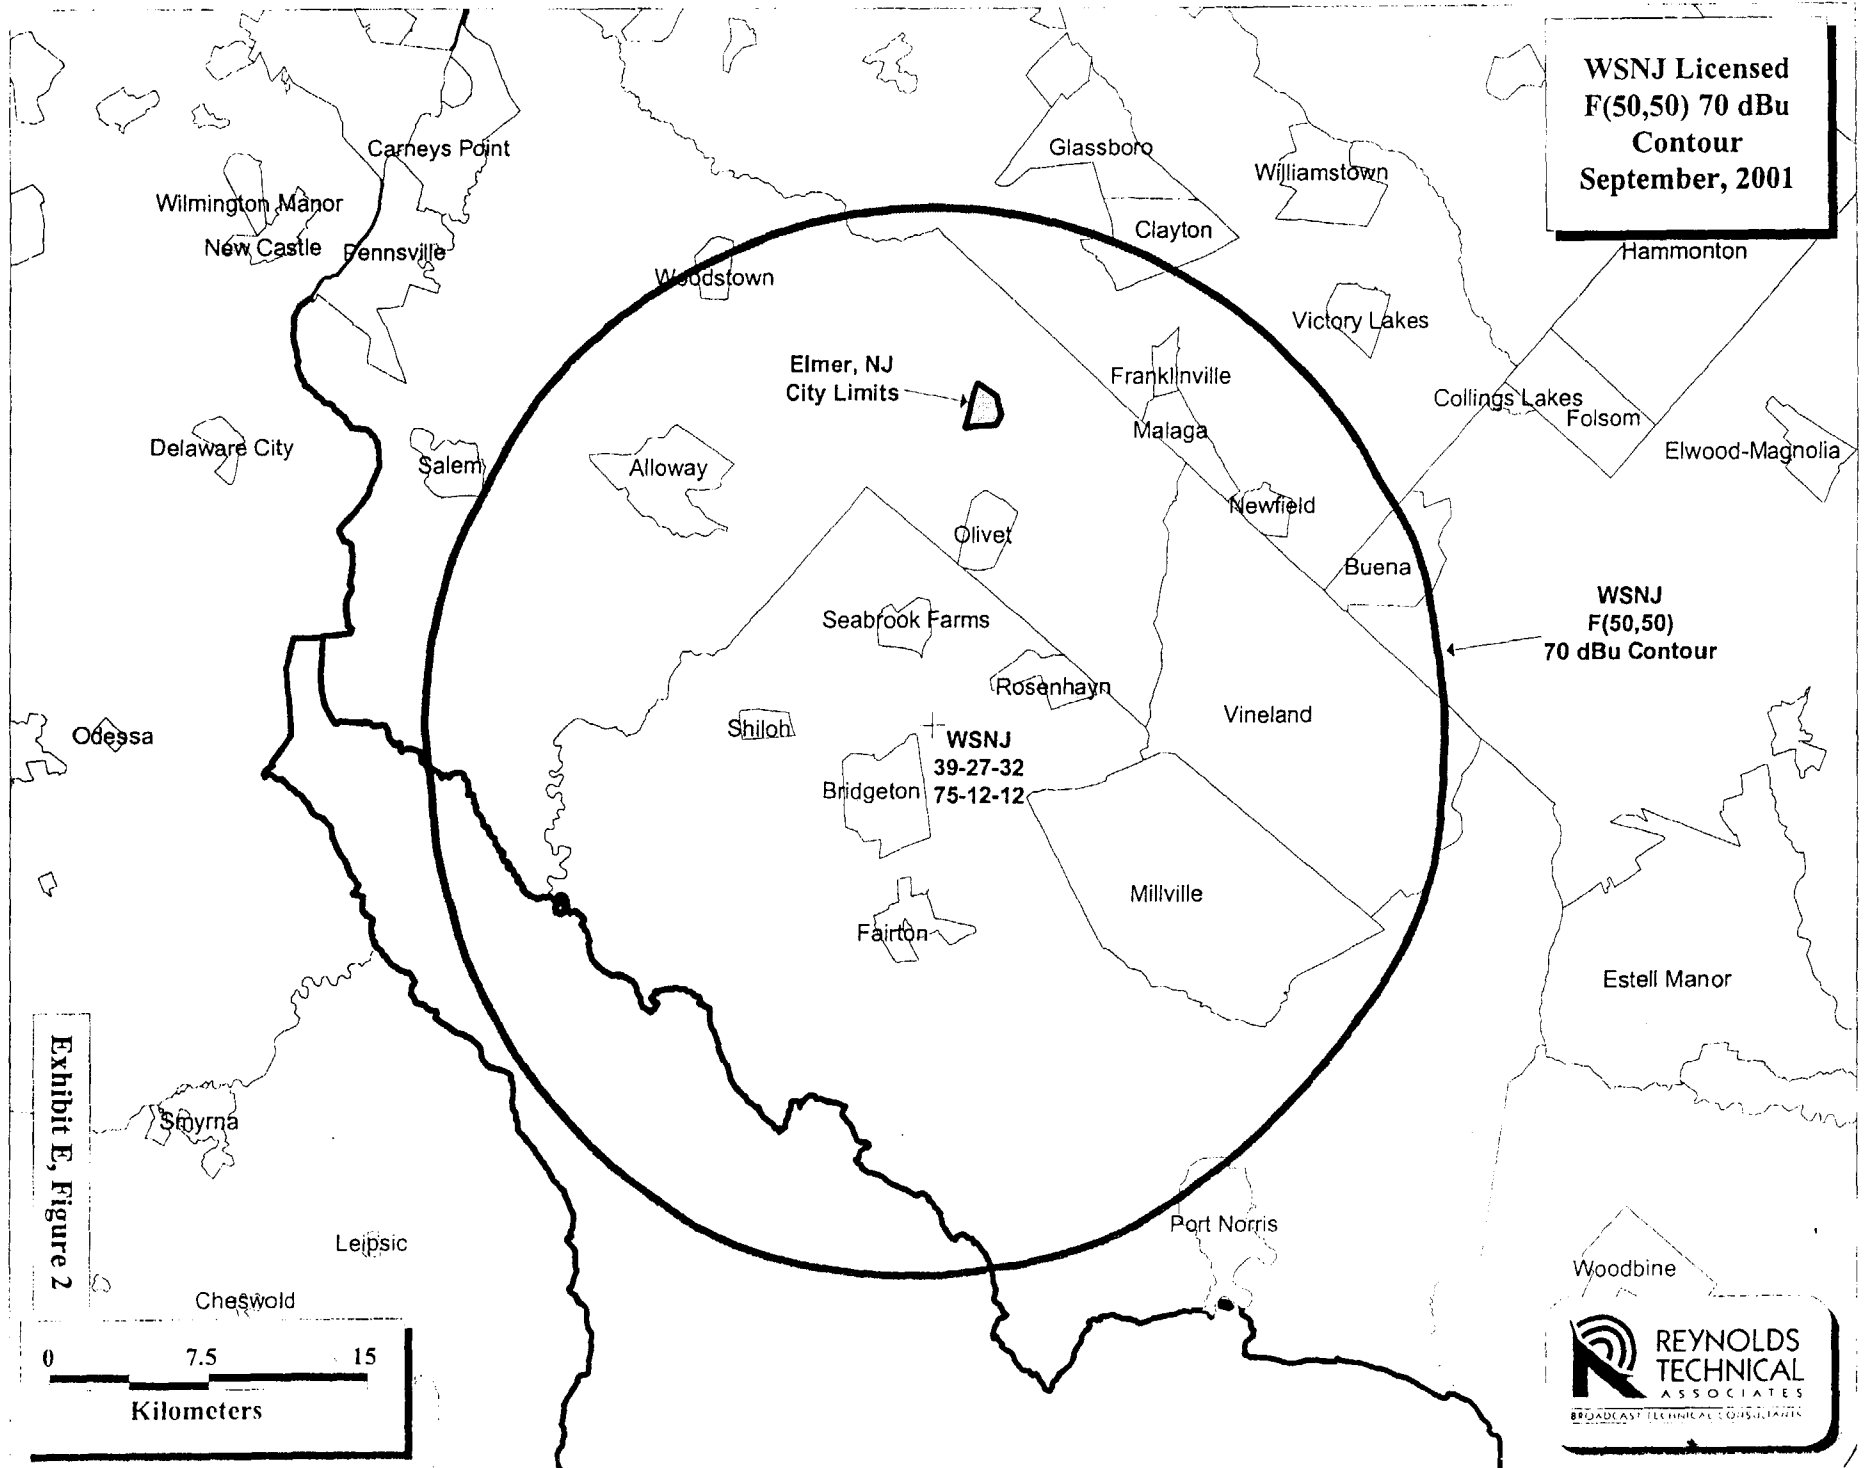 WSNJ Licensed
F(50,50) 70 dBu
Contour
September, 2001
Carneys Point
Glassboro
Williamstown
Wilmington Manor
New Castle
Pennsville
Clayton
Hammonton
Woodstown
Victory Lakes
Elmer, NJ
City Limits
Franklinville
Collings Lakes
Folsom
Malaga
Delaware City
Salem
Alloway
Elwood-Magnolia
Newfield
Olivet
Buena
WSNJ
F(50,50)
70 dBu Contour
Seabrook Farms
Rosenhayn
Vineland
Shiloh
Odessa
WSNJ
39-27-32
75-12-12
Bridgeton
Millville
Fairton
Estell Manor
Exhibit E, Figure 2
Smyrna
Port Norris
Leipsic
Woodbine
Cheswold
0 7.5 15
Kilometers
REYNOLDS
TECHNICAL
ASSOCIATES
BROADCAST TECHNICAL CONSULTANTS